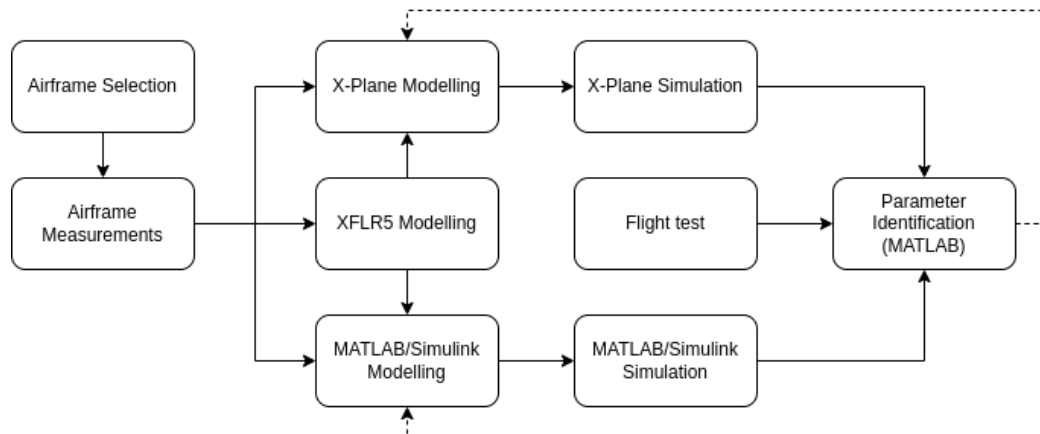 Airframe Selection
X-Plane Modelling
X-Plane Simulation
Airframe
Measurements
XFLR5 Modelling
Flight test
Parameter
Identification
(MATLAB)
MATLAB/Simulink
Modelling
MATLAB/Simulink
Simulation